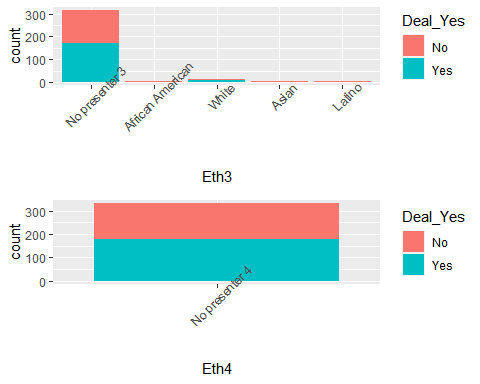 300
200
100
0
count
No presenter 3
African American
White
Asian
Latino
Eth3
Deal_Yes
No
Yes
300
200
100
0
count
No presenter 4
Eth4
Deal_Yes
No
Yes